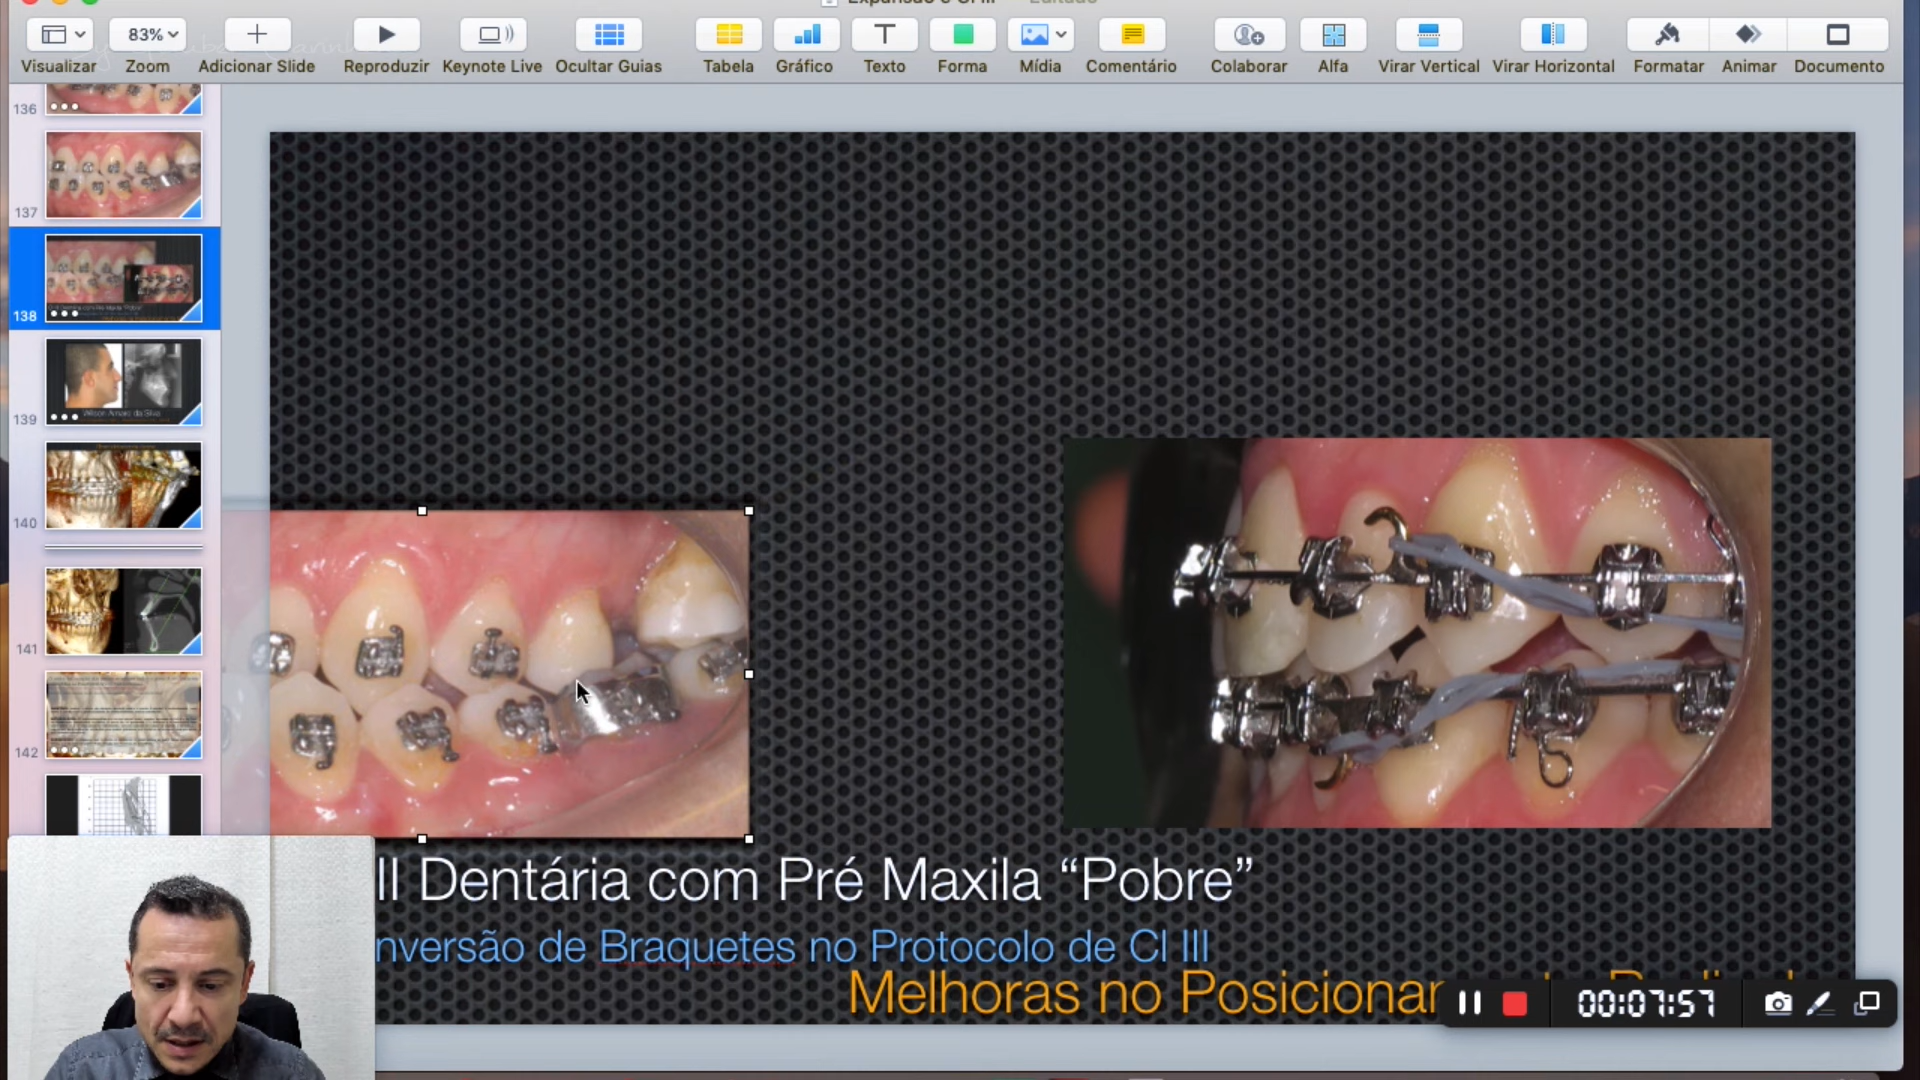 83%
Visualizar Zoom Adicionar Slide Reproduzir Keynote Live Ocultar Guias Tabela Gráfico Texto Forma Mídia Comentário Colaborar Alfa Virar Vertical Virar Horizontal Formatar Animar Documento
136
137
138
139
140
141
142
II Dentária com Pré Maxila “Pobre”
nversão de Braquetes no Protocolo de Cl III
Melhoras no Posicionar
00:07:57